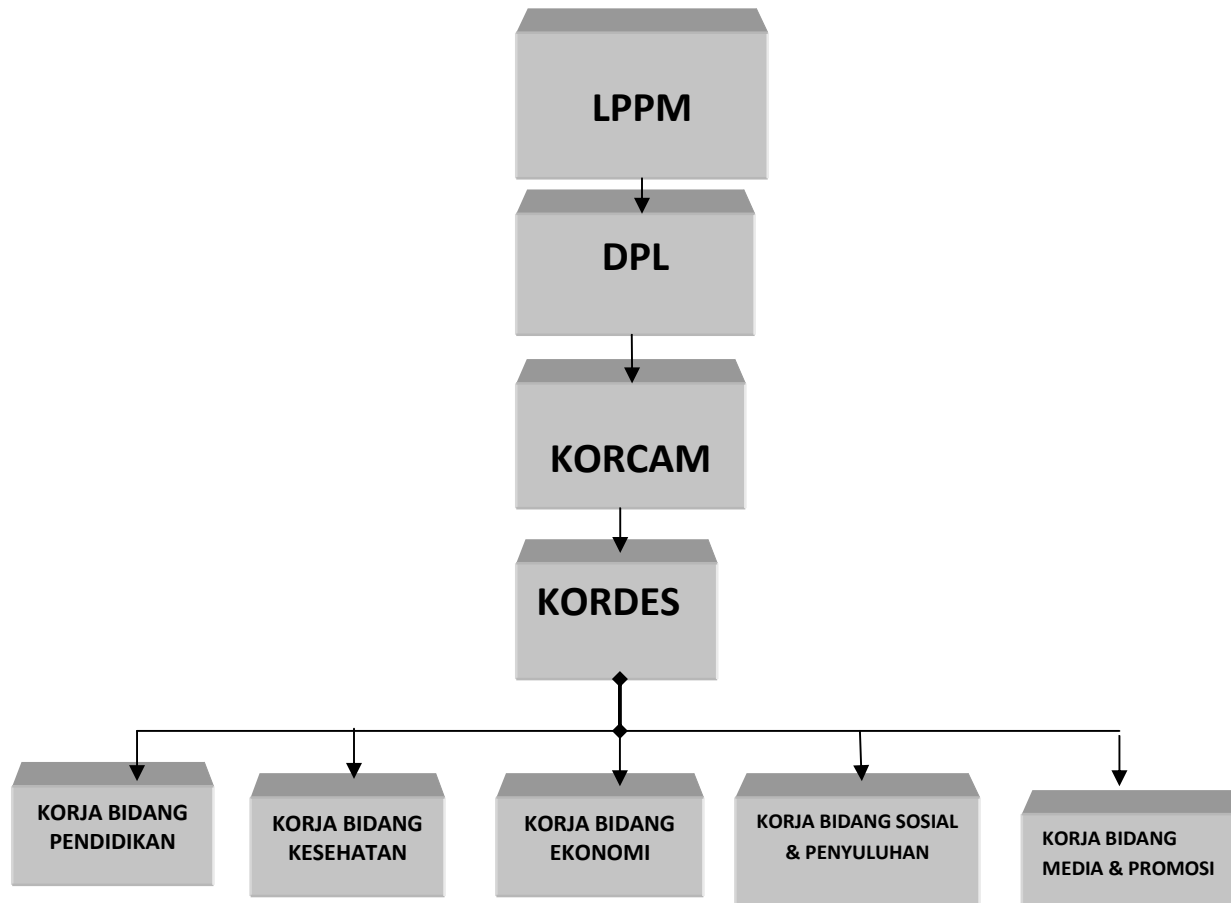 LPPM
DPL
KORCAM
KORDES
KORJA BIDANG
PENDIDIKAN
KORJA BIDANG
KESEHATAN
KORJA BIDANG
EKONOMI
KORJA BIDANG SOSIAL
& PENYULUHAN
KORJA BIDANG
MEDIA & PROMOSI